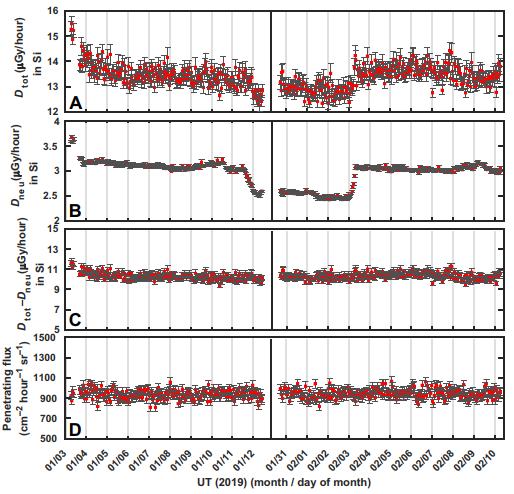 16
15
14
13
12
D tot (µGy/hour)
in Si
A
4
3.5
3
2.5
2
D neu (µGy/hour)
in Si
B
15
13
11
9
7
5
D tot–D neu (µGy/hour)
in Si
C
1500
1300
1100
900
700
500
Penetrating flux
(cm−2 hour−1 sr−1)
D
01/03 01/04 01/05 01/06 01/07 01/08 01/09 01/10 01/11 01/12 01/31 02/01 02/02 02/03 02/04 02/05 02/06 02/07 02/08 02/09 02/10
UT (2019) (month / day of month)